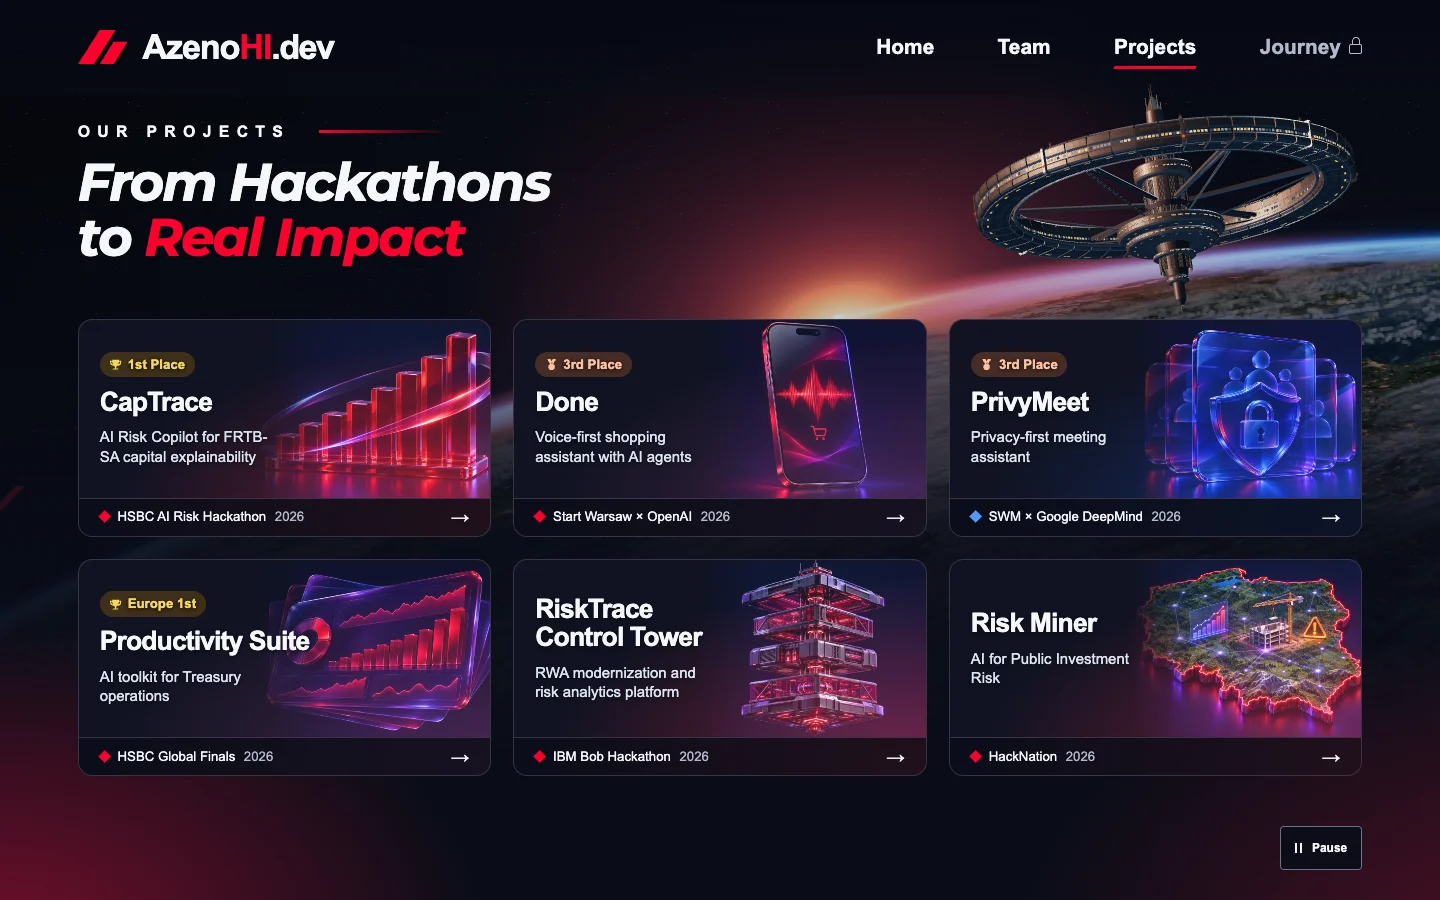 AzenoHI.dev
Home
Team
Projects
Journey
OUR PROJECTS
From Hackathons
to Real Impact
1st Place
CapTrace
AI Risk Copilot for FRTB-
SA capital explainability
HSBC AI Risk Hackathon 2026
3rd Place
Done
Voice-first shopping
assistant with AI agents
Start Warsaw × OpenAI 2026
3rd Place
PrivyMeet
Privacy-first meeting
assistant
SWM × Google DeepMind 2026
Europe 1st
Productivity Suite
AI toolkit for Treasury
operations
HSBC Global Finals 2026
RiskTrace
Control Tower
RWA modernization and
risk analytics platform
IBM Bob Hackathon 2026
Risk Miner
AI for Public Investment
Risk
HackNation 2026
Pause